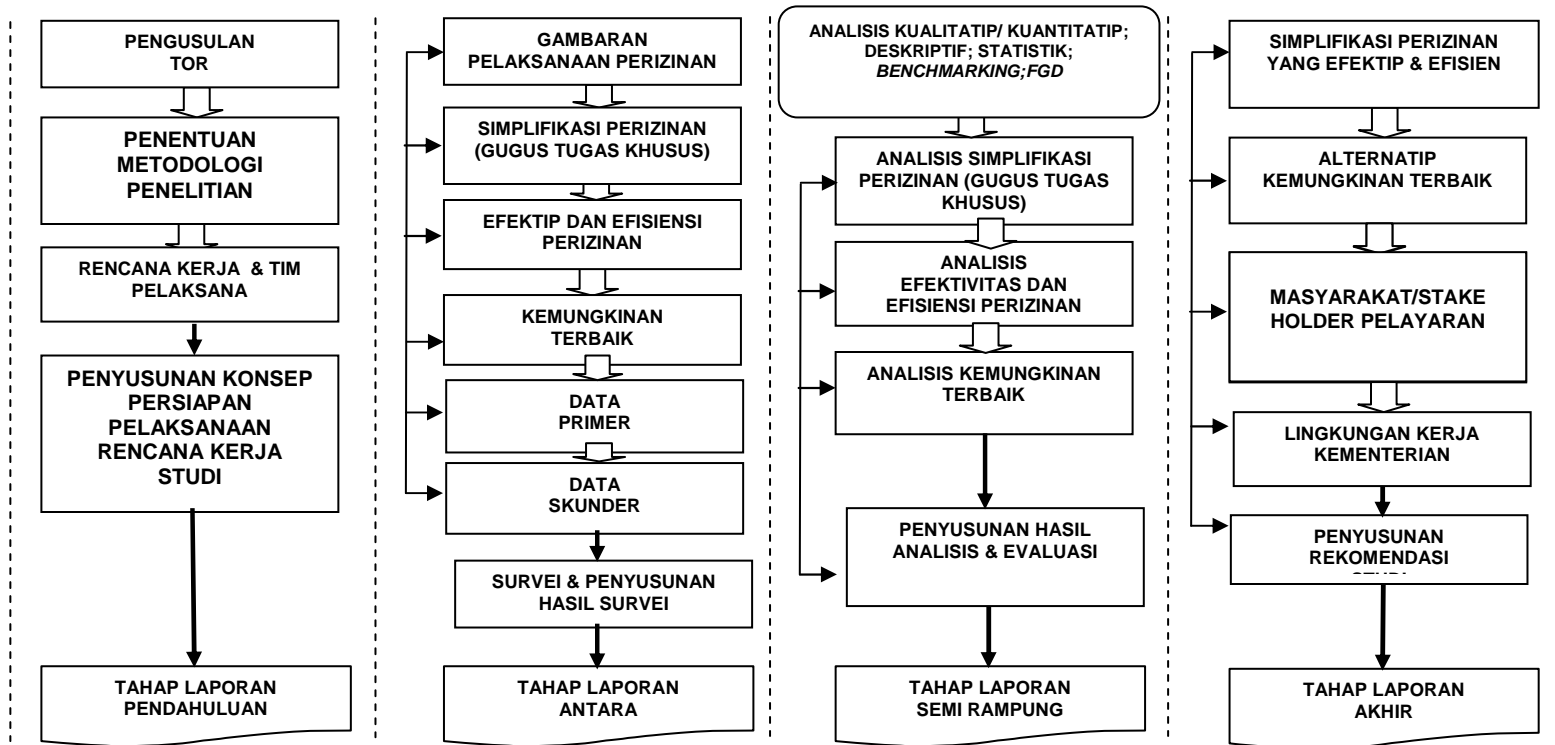 PENGUSULAN
TOR
PENENTUAN
METODOLOGI
PENELITIAN
RENCANA KERJA & TIM
PELAKSANA
PENYUSUNAN KONSEP
PERSIAPAN
PELAKSANAAN
RENCANA KERJA
STUDI
TAHAP LAPORAN
PENDAHULUAN
GAMBARAN
PELAKSANAAN PERIZINAN
SIMPLIFIKASI PERIZINAN
(GUGUS TUGAS KHUSUS)
EFEKTIP DAN EFISIENSI
PERIZINAN
KEMUNGKINAN
TERBAIK
DATA
PRIMER
DATA
SKUNDER
SURVEI & PENYUSUNAN
HASIL SURVEI
TAHAP LAPORAN
ANTARA
ANALISIS KUALITATIP/ KUANTITATIP;
DESKRIPTIF; STATISTIK;
BENCHMARKING;FGD
ANALISIS SIMPLIFIKASI
PERIZINAN (GUGUS TUGAS
KHUSUS)
ANALISIS
EFEKTIVITAS DAN
EFISIENSI PERIZINAN
ANALISIS KEMUNGKINAN
TERBAIK
PENYUSUNAN HASIL
ANALISIS & EVALUASI
TAHAP LAPORAN
SEMI RAMPUNG
SIMPLIFIKASI PERIZINAN
YANG EFEKTIP & EFISIEN
ALTERNATIP
KEMUNGKINAN TERBAIK
MASYARAKAT/STAKE
HOLDER PELAYARAN
LINGKUNGAN KERJA
KEMENTERIAN
PENYUSUNAN
REKOMENDASI
TAHAP LAPORAN
AKHIR